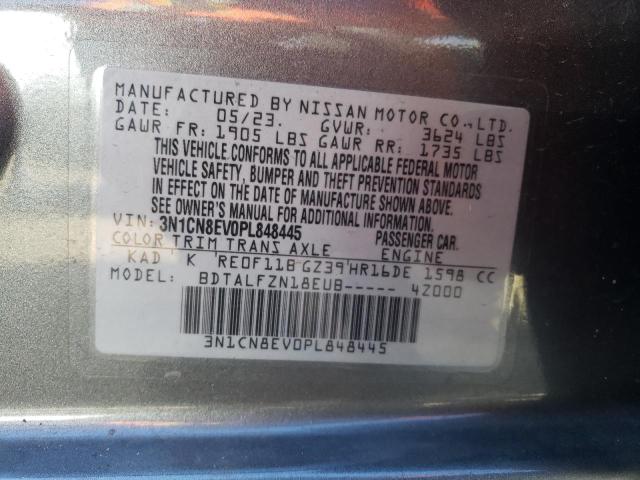 MANUFACTURED BY NISSAN MOTOR CO.,LTD.
DATE: 05/23. GVWR: 3624 LBS
GAWR FR: 1905 LBS GAWR RR: 1735 LBS
THIS VEHICLE CONFORMS TO ALL APPLICABLE FEDERAL MOTOR
VEHICLE SAFETY, BUMPER AND THEFT PREVENTION STANDARDS
IN EFFECT ON THE DATE OF MANUFACTURE SHOWN ABOVE.
SEE OWNER'S MANUAL FOR ADDITIONAL INFORMATION.
VIN: 3N1CN8EV0PL848445 PASSENGER CAR.
COLOR TRIM TRANS AXLE ENGINE
KAD K RE0F11B GZ39 HR16DE 1598 CC
MODEL: BDTALFZN18EUB----- 42000
3N1CN8EV0PL848445